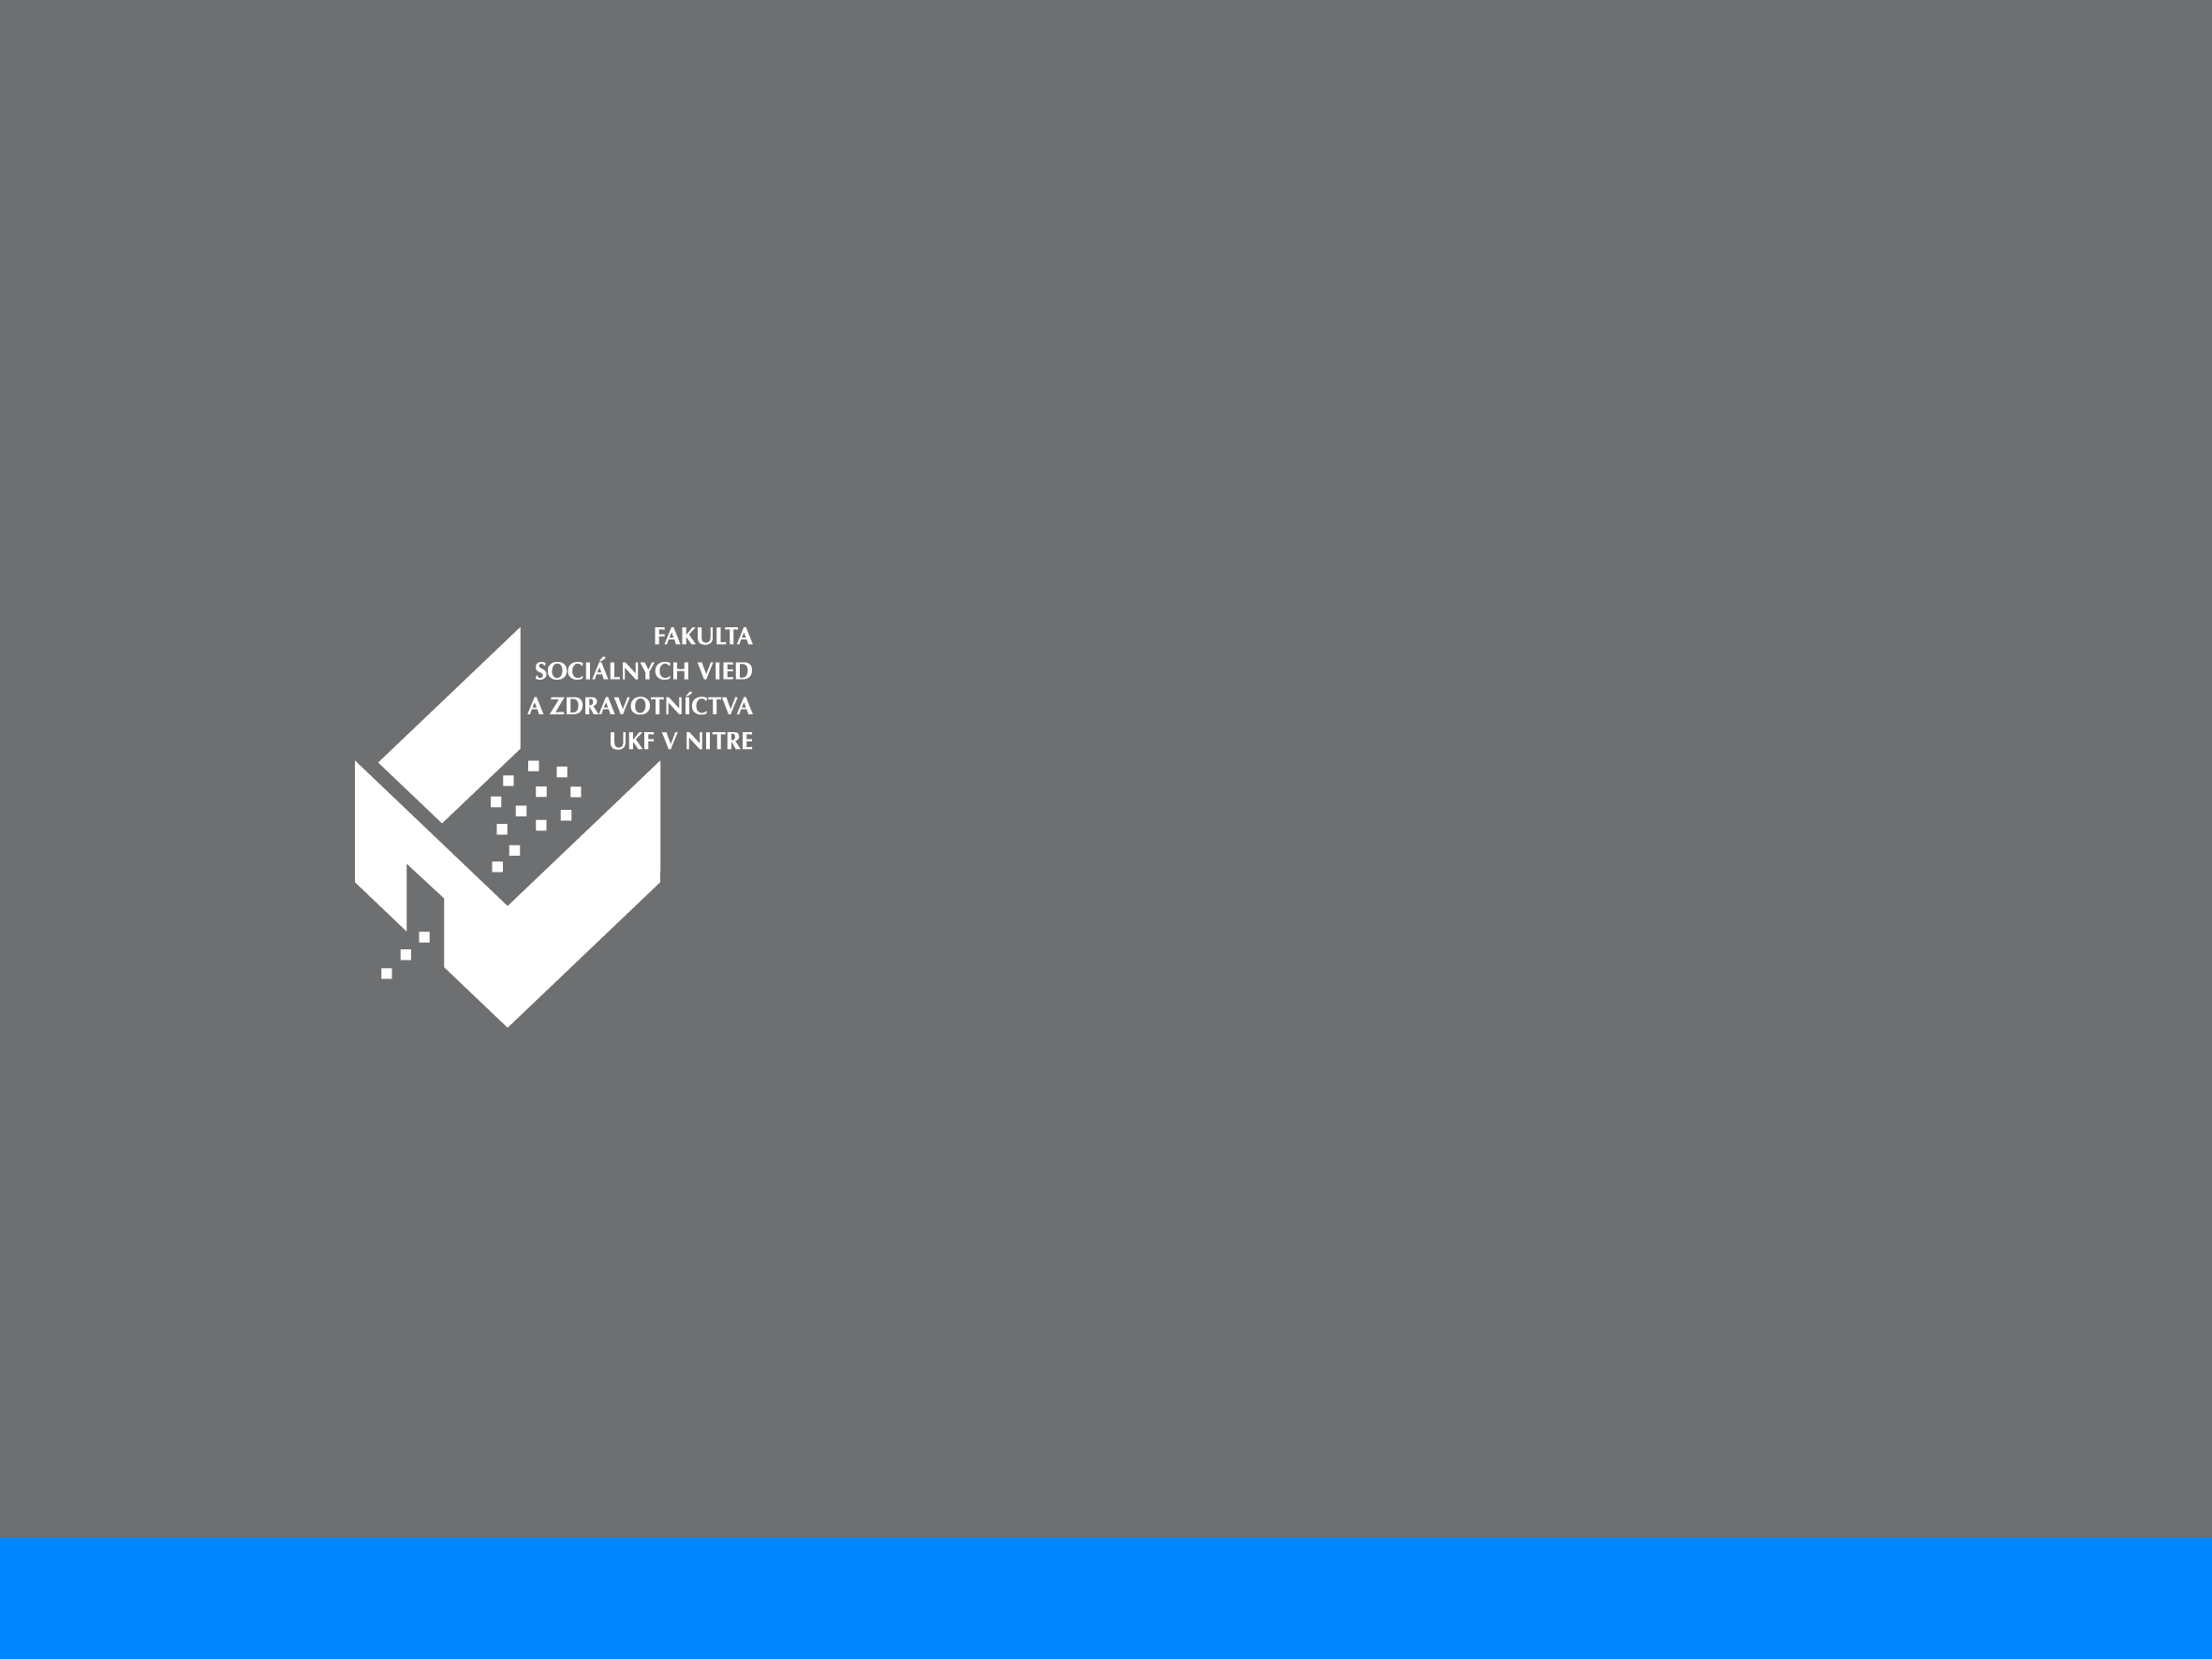 FAKULTA
SOCIÁLNYCH VIED
A ZDRAVOTNÍCTVA
UKF V NITRE